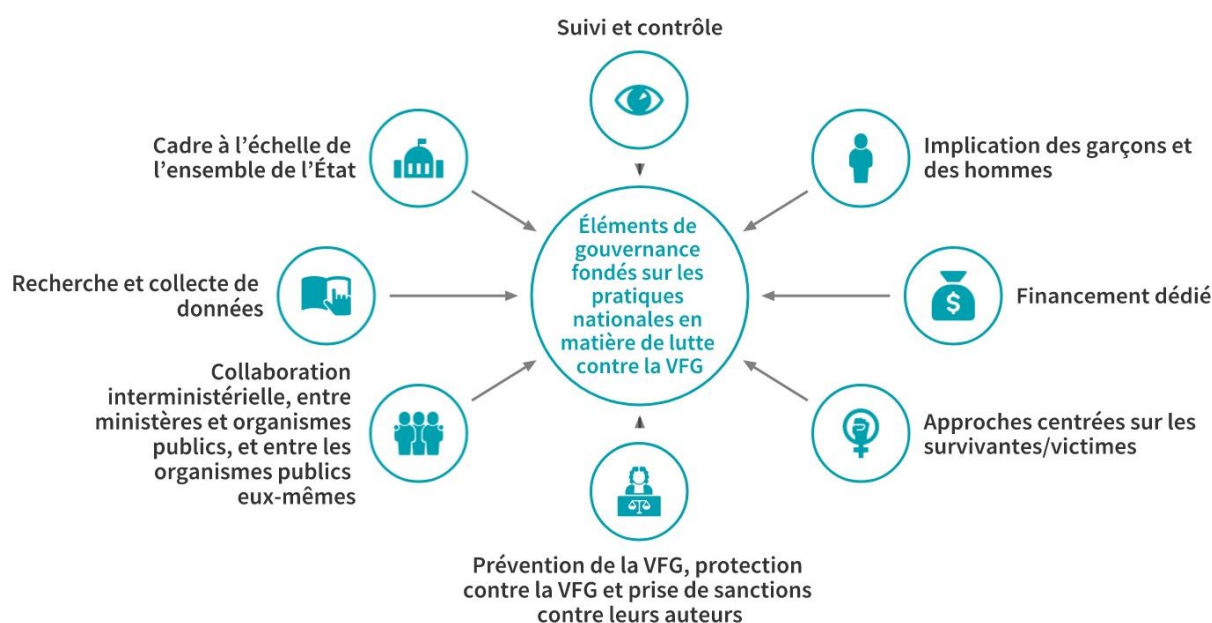 Suivi et contrôle
Cadre à l'échelle de
l'ensemble de l'État
Implication des garçons et
des hommes
Éléments de
gouvernance
fondés sur les
pratiques
nationales en
matière de lutte
contre la VFG
Recherche et collecte de
données
$
Financement dédié
Collaboration
interministérielle, entre
ministères et organismes
publics, et entre les
organismes publics
eux-mêmes
Approches centrées sur les
survivantes/victimes
Prévention de la VFG, protection
contre la VFG et prise de sanctions
contre leurs auteurs